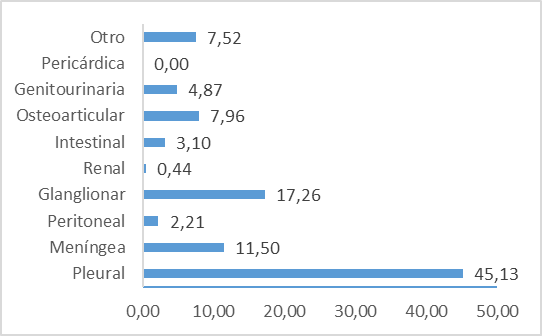 Otro 7,52
Pericárdica 0,00
Genitourinaria 4,87
Osteoarticular 7,96
Intestinal 3,10
Renal 0,44
Glanglionar 17,26
Peritoneal 2,21
Meníngea 11,50
Pleural 45,13
0,00 10,00 20,00 30,00 40,00 50,00